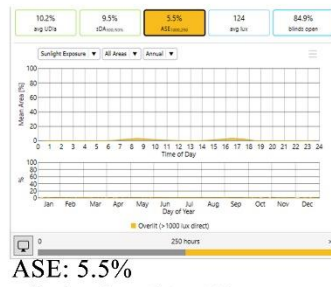 10.2% 9.5% 5.5% 124 84.9%
avg UDIa sDA300,50% ASE1000,250 avg lux blinds open
Sunlight Exposure ▼ All Areas ▼ Annual ▼
Mean Area [%]
100
80
60
40
20
0
0 1 2 3 4 5 6 7 8 9 10 11 12 13 14 15 16 17 18 19 20 21 22 23 24
Time of Day
%
100
80
60
40
20
0
Jan Feb Mar Apr May Jun Jul Aug Sep Oct Nov Dec
Day of Year
Overlit (>1000 lux direct)
0 250 hours
ASE: 5.5%